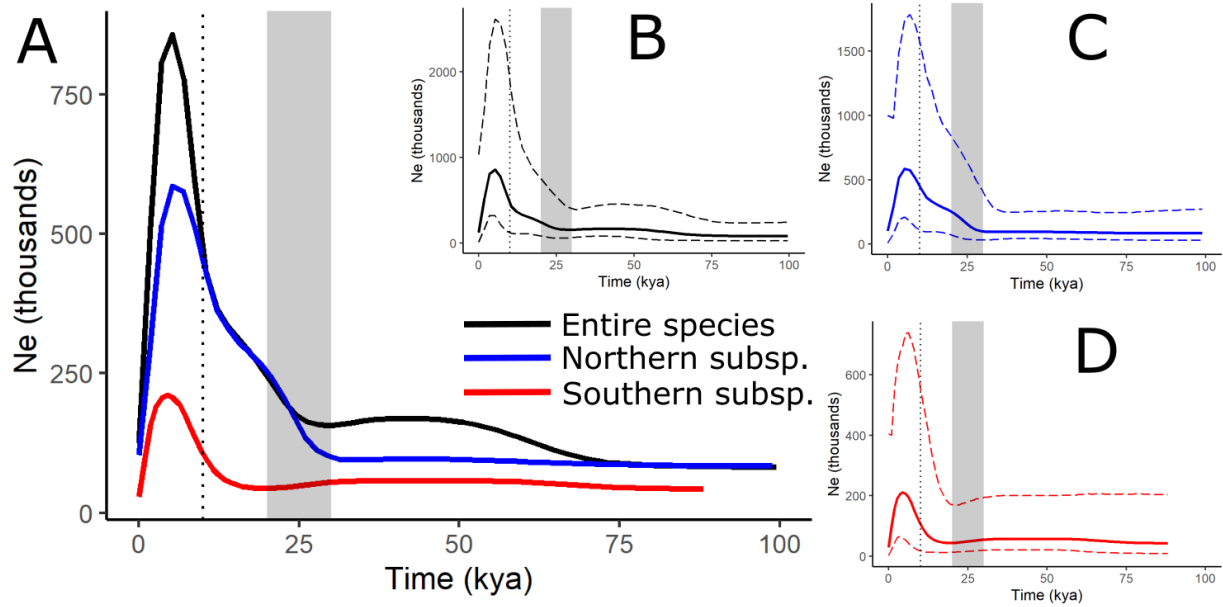 A
Ne (thousands)
750
500
250
0
0 25 50 75 100
Time (kya)
Entire species
Northern subsp.
Southern subsp.
B
Ne (thousands)
2000
1000
0
0 25 50 75 100
Time (kya)
C
Ne (thousands)
1500
1000
500
0
0 25 50 75 100
Time (kya)
D
Ne (thousands)
600
400
200
0
0 25 50 75 100
Time (kya)